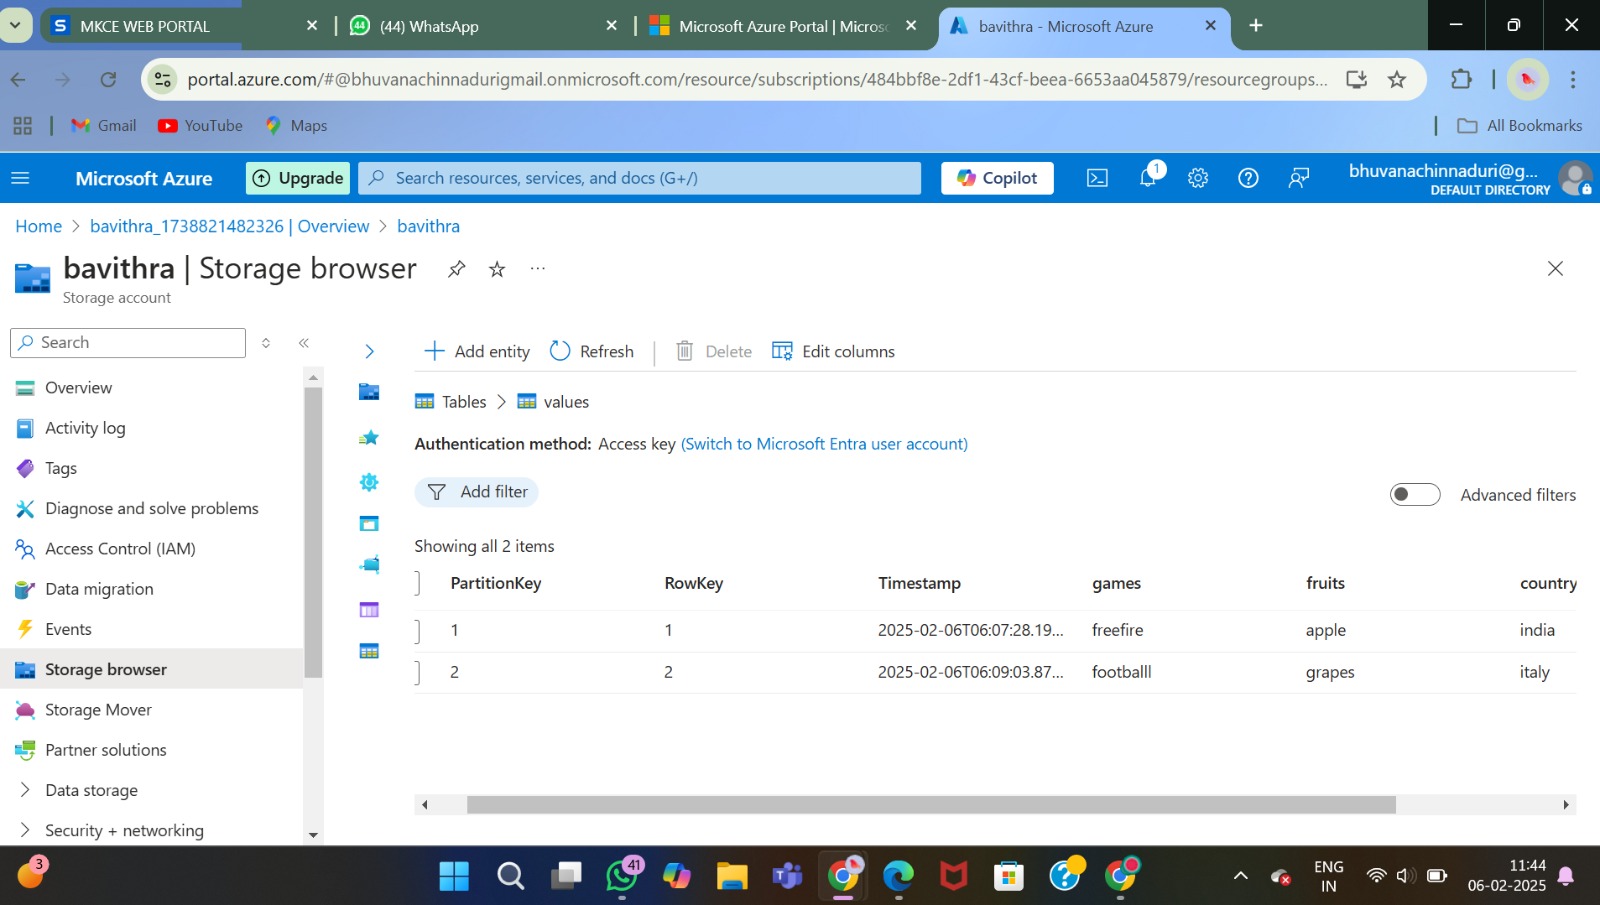 MKCE WEB PORTAL
(44) WhatsApp
Microsoft Azure Portal | Micros
bavithra - Microsoft Azure
portal.azure.com/#@bhuvanachinnadurigmail.onmicrosoft.com/resource/subscriptions/484bbf8e-2df1-43cf-beea-6653aa045879/resourcegroups...
Gmail
YouTube
Maps
All Bookmarks
Microsoft Azure
Upgrade
Search resources, services, and docs (G+/)
Copilot
1
bhuvanachinnaduri@g...
DEFAULT DIRECTORY
Home > bavithra_1738821482326 | Overview > bavithra
bavithra | Storage browser
Storage account
Search
Overview
Activity log
Tags
Diagnose and solve problems
Access Control (IAM)
Data migration
Events
Storage browser
Storage Mover
Partner solutions
Data storage
Security + networking
Add entity
Refresh
Delete
Edit columns
Tables > values
Authentication method: Access key (Switch to Microsoft Entra user account)
Add filter
Advanced filters
Showing all 2 items
PartitionKey RowKey Timestamp games fruits country
1 1 2025-02-06T06:07:28.19... freefire apple india
2 2 2025-02-06T06:09:03.87... footballl grapes italy
3
41
ENG
IN
11:44
06-02-2025